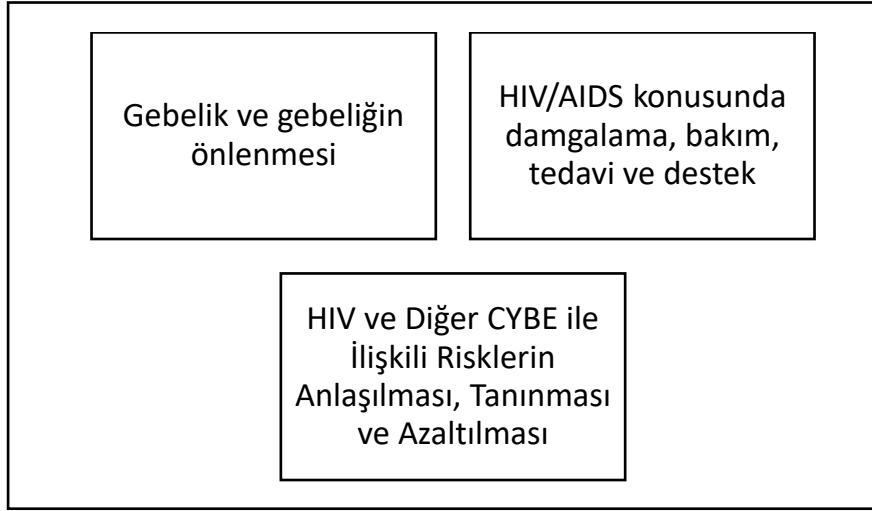 Gebelik ve gebeliğin
önlenmesi
HIV/AIDS konusunda
damgalama, bakım,
tedavi ve destek
HIV ve Diğer CYBE ile
İlişkili Risklerin
Anlaşılması, Tanınması
ve Azaltılması